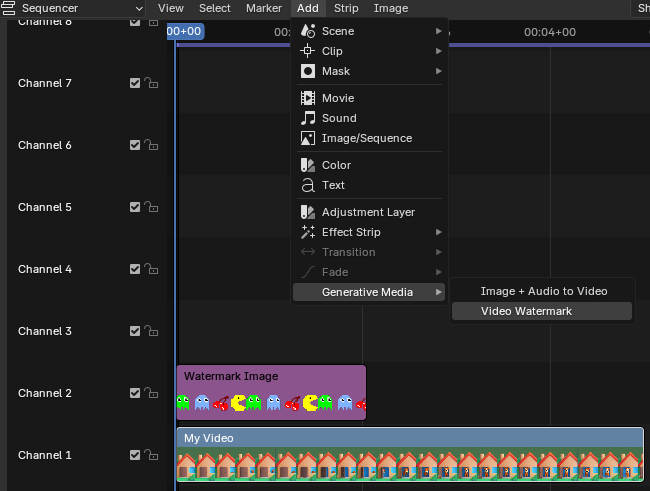 Sequencer View Select Marker Add Strip Image Sh
Channel 8 00+00 00: 00:04+00
Scene
Clip
Mask
Channel 7
Movie
Sound
Image/Sequence
Channel 6
Color
Text
Channel 5
Adjustment Layer
Effect Strip
Transition
Channel 4
Fade
Generative Media
Image + Audio to Video
Video Watermark
Channel 3
Watermark Image
Channel 2
My Video
Channel 1